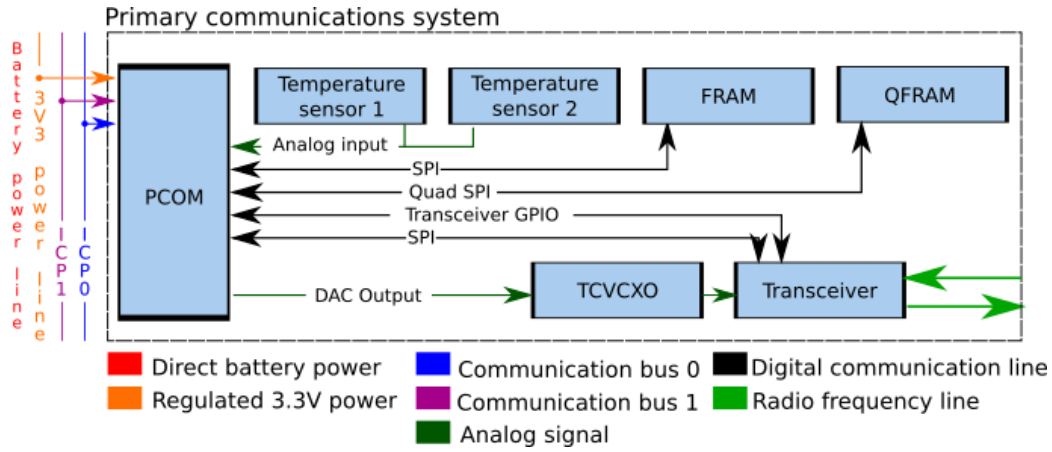 Primary communications system
Battery power line
3V3 power line
ICP1
ICP0
PCOM
Temperature
sensor 1
Temperature
sensor 2
FRAM
QFRAM
Analog input
SPI
Quad SPI
Transceiver GPIO
SPI
DAC Output
TCVCXO
Transceiver
Direct battery power
Regulated 3.3V power
Communication bus 0
Communication bus 1
Analog signal
Digital communication line
Radio frequency line